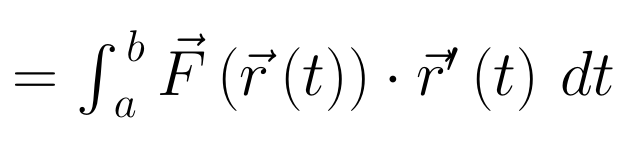 = ∫_a^b F⃗ (r⃗ (t)) · r⃗′ (t) dt